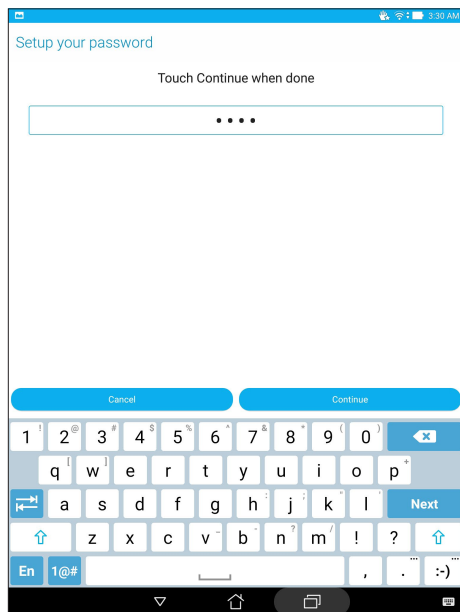 3:30 AM
Setup your password
Touch Continue when done
••••
Cancel
Continue
1 ! 2 @ 3 # 4 $ 5 % 6 ^ 7 & 8 * 9 ( 0 )
q [ w ] e r t y u i o p +
a s d f g h : j ; k " l ' Next
z x c v _ b - n ? m / ! ?
En 1@# , . ... :-) ...